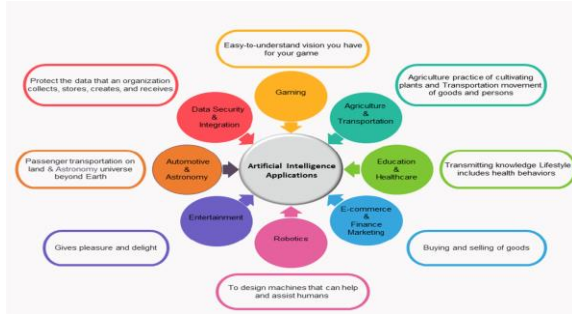 Easy-to-understand vision you have
for your game
Protect the data that an organization
collects, stores, creates, and receives
Gaming
Agriculture practice of cultivating
plants and Transportation movement
of goods and persons
Data Security
&
Integration
Agriculture
&
Transportation
Passenger transportation on
land & Astronomy universe
beyond Earth
Automotive
&
Astronomy
Artificial Intelligence
Applications
Education
&
Healthcare
Transmitting knowledge Lifestyle
includes health behaviors
Entertainment
E-commerce
&
Finance
Marketing
Gives pleasure and delight
Robotics
Buying and selling of goods
To design machines that can help
and assist humans